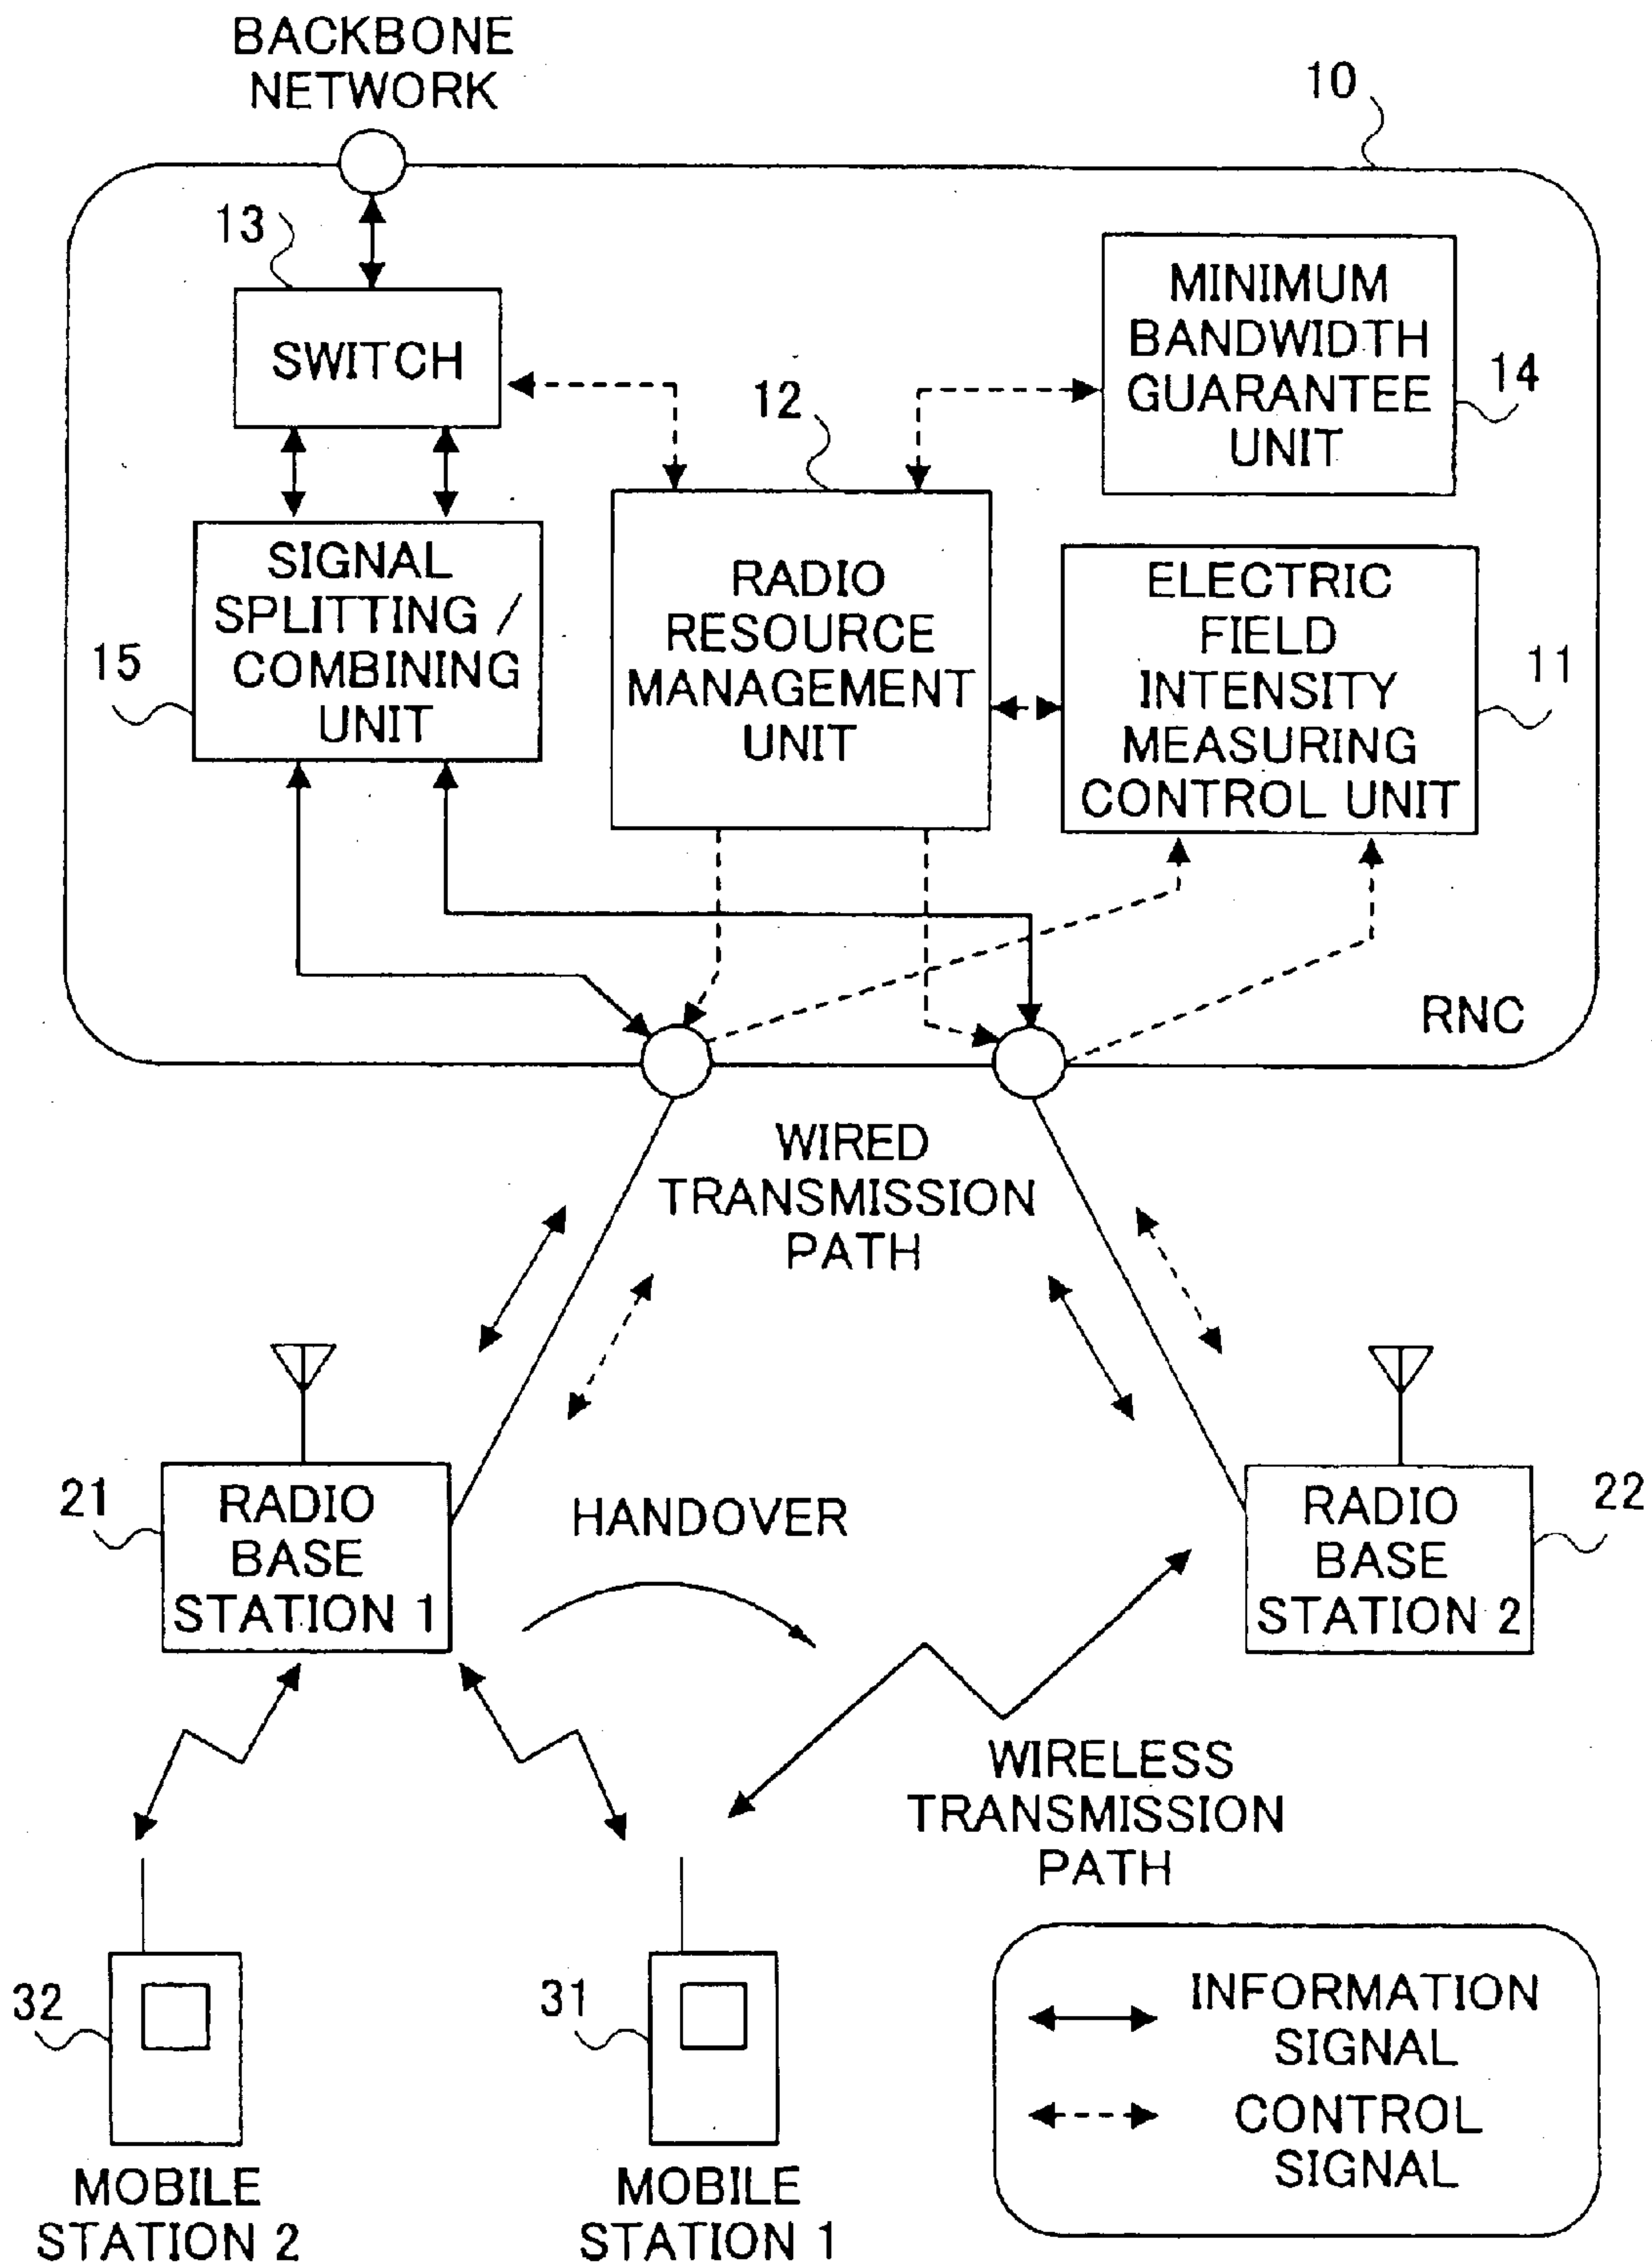 BACKBONE
NETWORK
10
13
SWITCH
MINIMUM
BANDWIDTH
GUARANTEE
UNIT
14
12
SIGNAL
SPLITTING /
COMBINING
UNIT
15
RADIO
RESOURCE
MANAGEMENT
UNIT
ELECTRIC
FIELD
INTENSITY
MEASURING
CONTROL UNIT
11
RNC
WIRED
TRANSMISSION
PATH
21
RADIO
BASE
STATION 1
HANDOVER
RADIO
BASE
STATION 2
22
WIRELESS
TRANSMISSION
PATH
32
31
MOBILE
STATION 2
MOBILE
STATION 1
INFORMATION
SIGNAL
CONTROL
SIGNAL